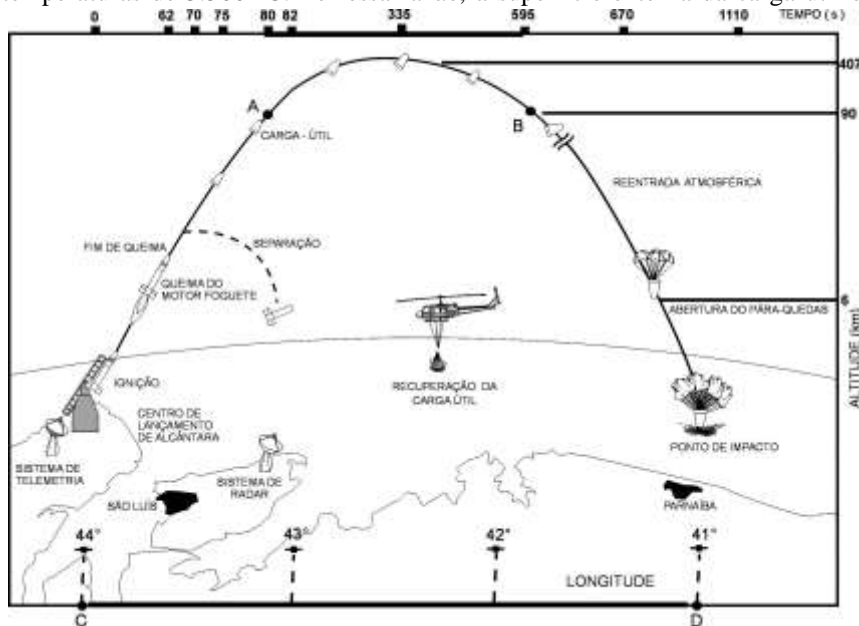 0 62 70 75 80 82 335 595 670 1110 TEMPO (s)
407
A
B
90
CARGA - ÚTIL
REENTRADA ATMOSFÉRICA
FIM DE QUEIMA
SEPARAÇÃO
QUEIMA DO
MOTOR FOGUETE
6
ABERTURA DO PÁRA-QUEDAS
ALTITUDE (km)
IGNIÇÃO
RECUPERAÇÃO DA
CARGA ÚTIL
CENTRO DE
LANÇAMENTO
DE ALCÂNTARA
PONTO DE IMPACTO
SISTEMA DE
TELEMETRIA
SISTEMA DE
RADAR
SÃO LUÍS
PARNAÍBA
44° 43° 42° 41°
LONGITUDE
C D